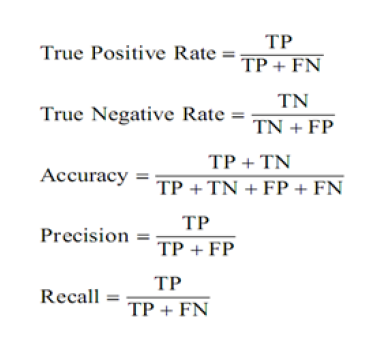 True Positive Rate = TP / TP + FN
True Negative Rate = TN / TN + FP
Accuracy = TP + TN / TP + TN + FP + FN
Precision = TP / TP + FP
Recall = TP / TP + FN